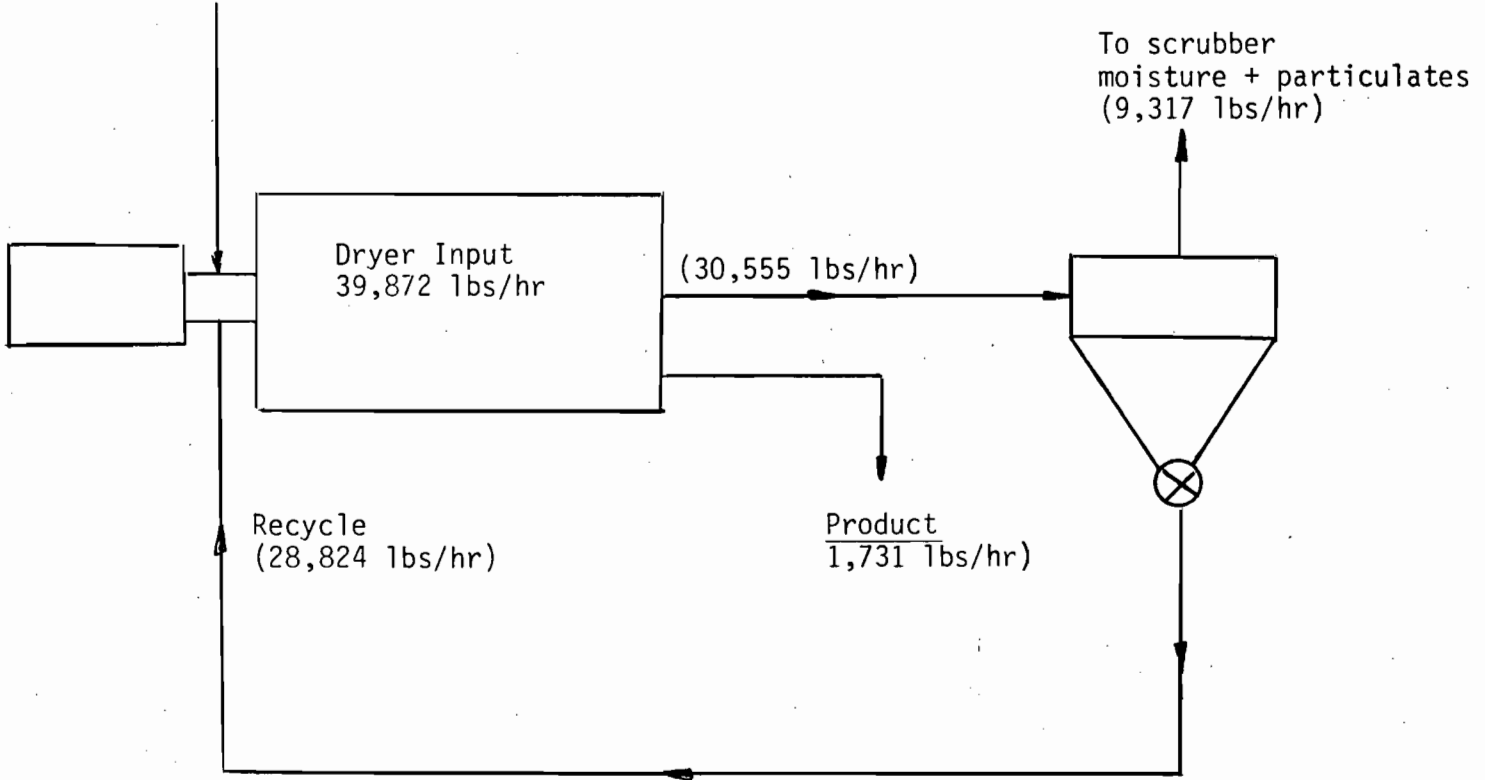 To scrubber
moisture + particulates
(9,317 lbs/hr)
Dryer Input
39,872 lbs/hr
(30,555 lbs/hr)
Recycle
(28,824 lbs/hr)
Product
1,731 lbs/hr)